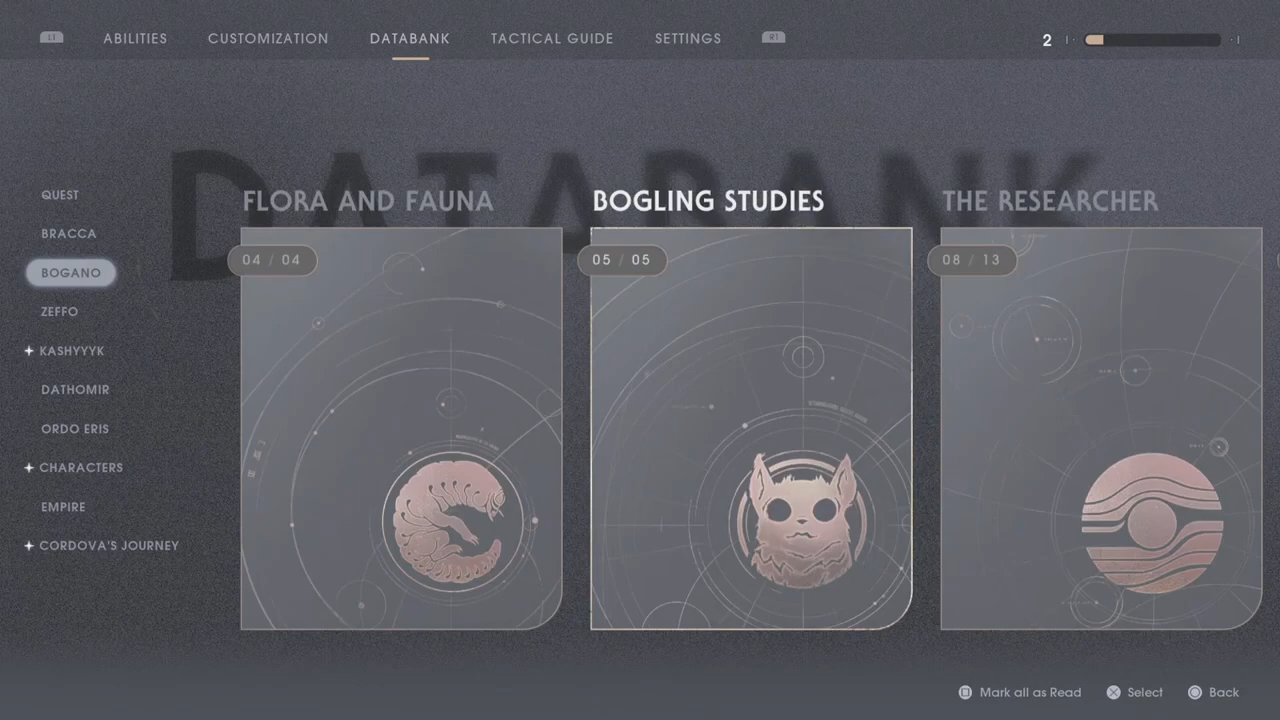 L1 ABILITIES CUSTOMIZATION DATABANK TACTICAL GUIDE SETTINGS R1 2
DATABANK
QUEST
BRACCA
BOGANO
ZEFFO
KASHYYYK
DATHOMIR
ORDO ERIS
CHARACTERS
EMPIRE
CORDOVA'S JOURNEY
FLORA AND FAUNA
04 / 04
BOGLING STUDIES
05 / 05
THE RESEARCHER
08 / 13
Mark all as Read Select Back